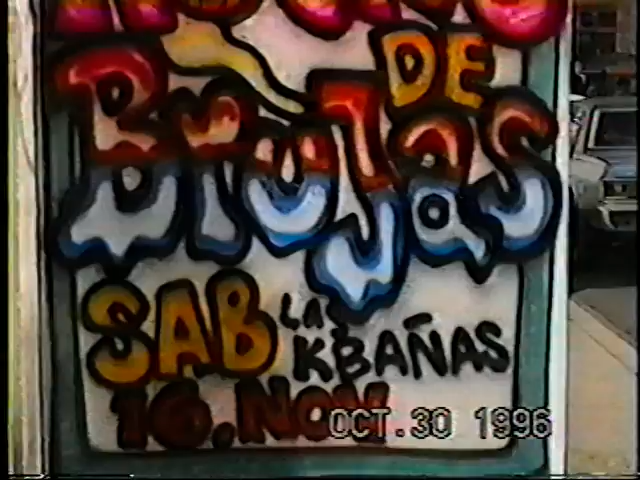 DE
Brujas
SAB LAS
KBAÑAS
16.NOV
OCT.30 1996